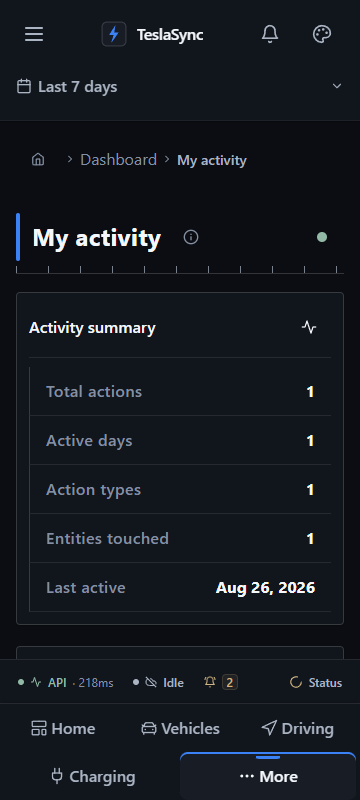 TeslaSync
Last 7 days
Dashboard My activity
My activity
Activity summary
Total actions 1
Active days 1
Action types 1
Entities touched 1
Last active Aug 26, 2026
API · 218ms Idle 2 Status
Home Vehicles Driving
Charging More